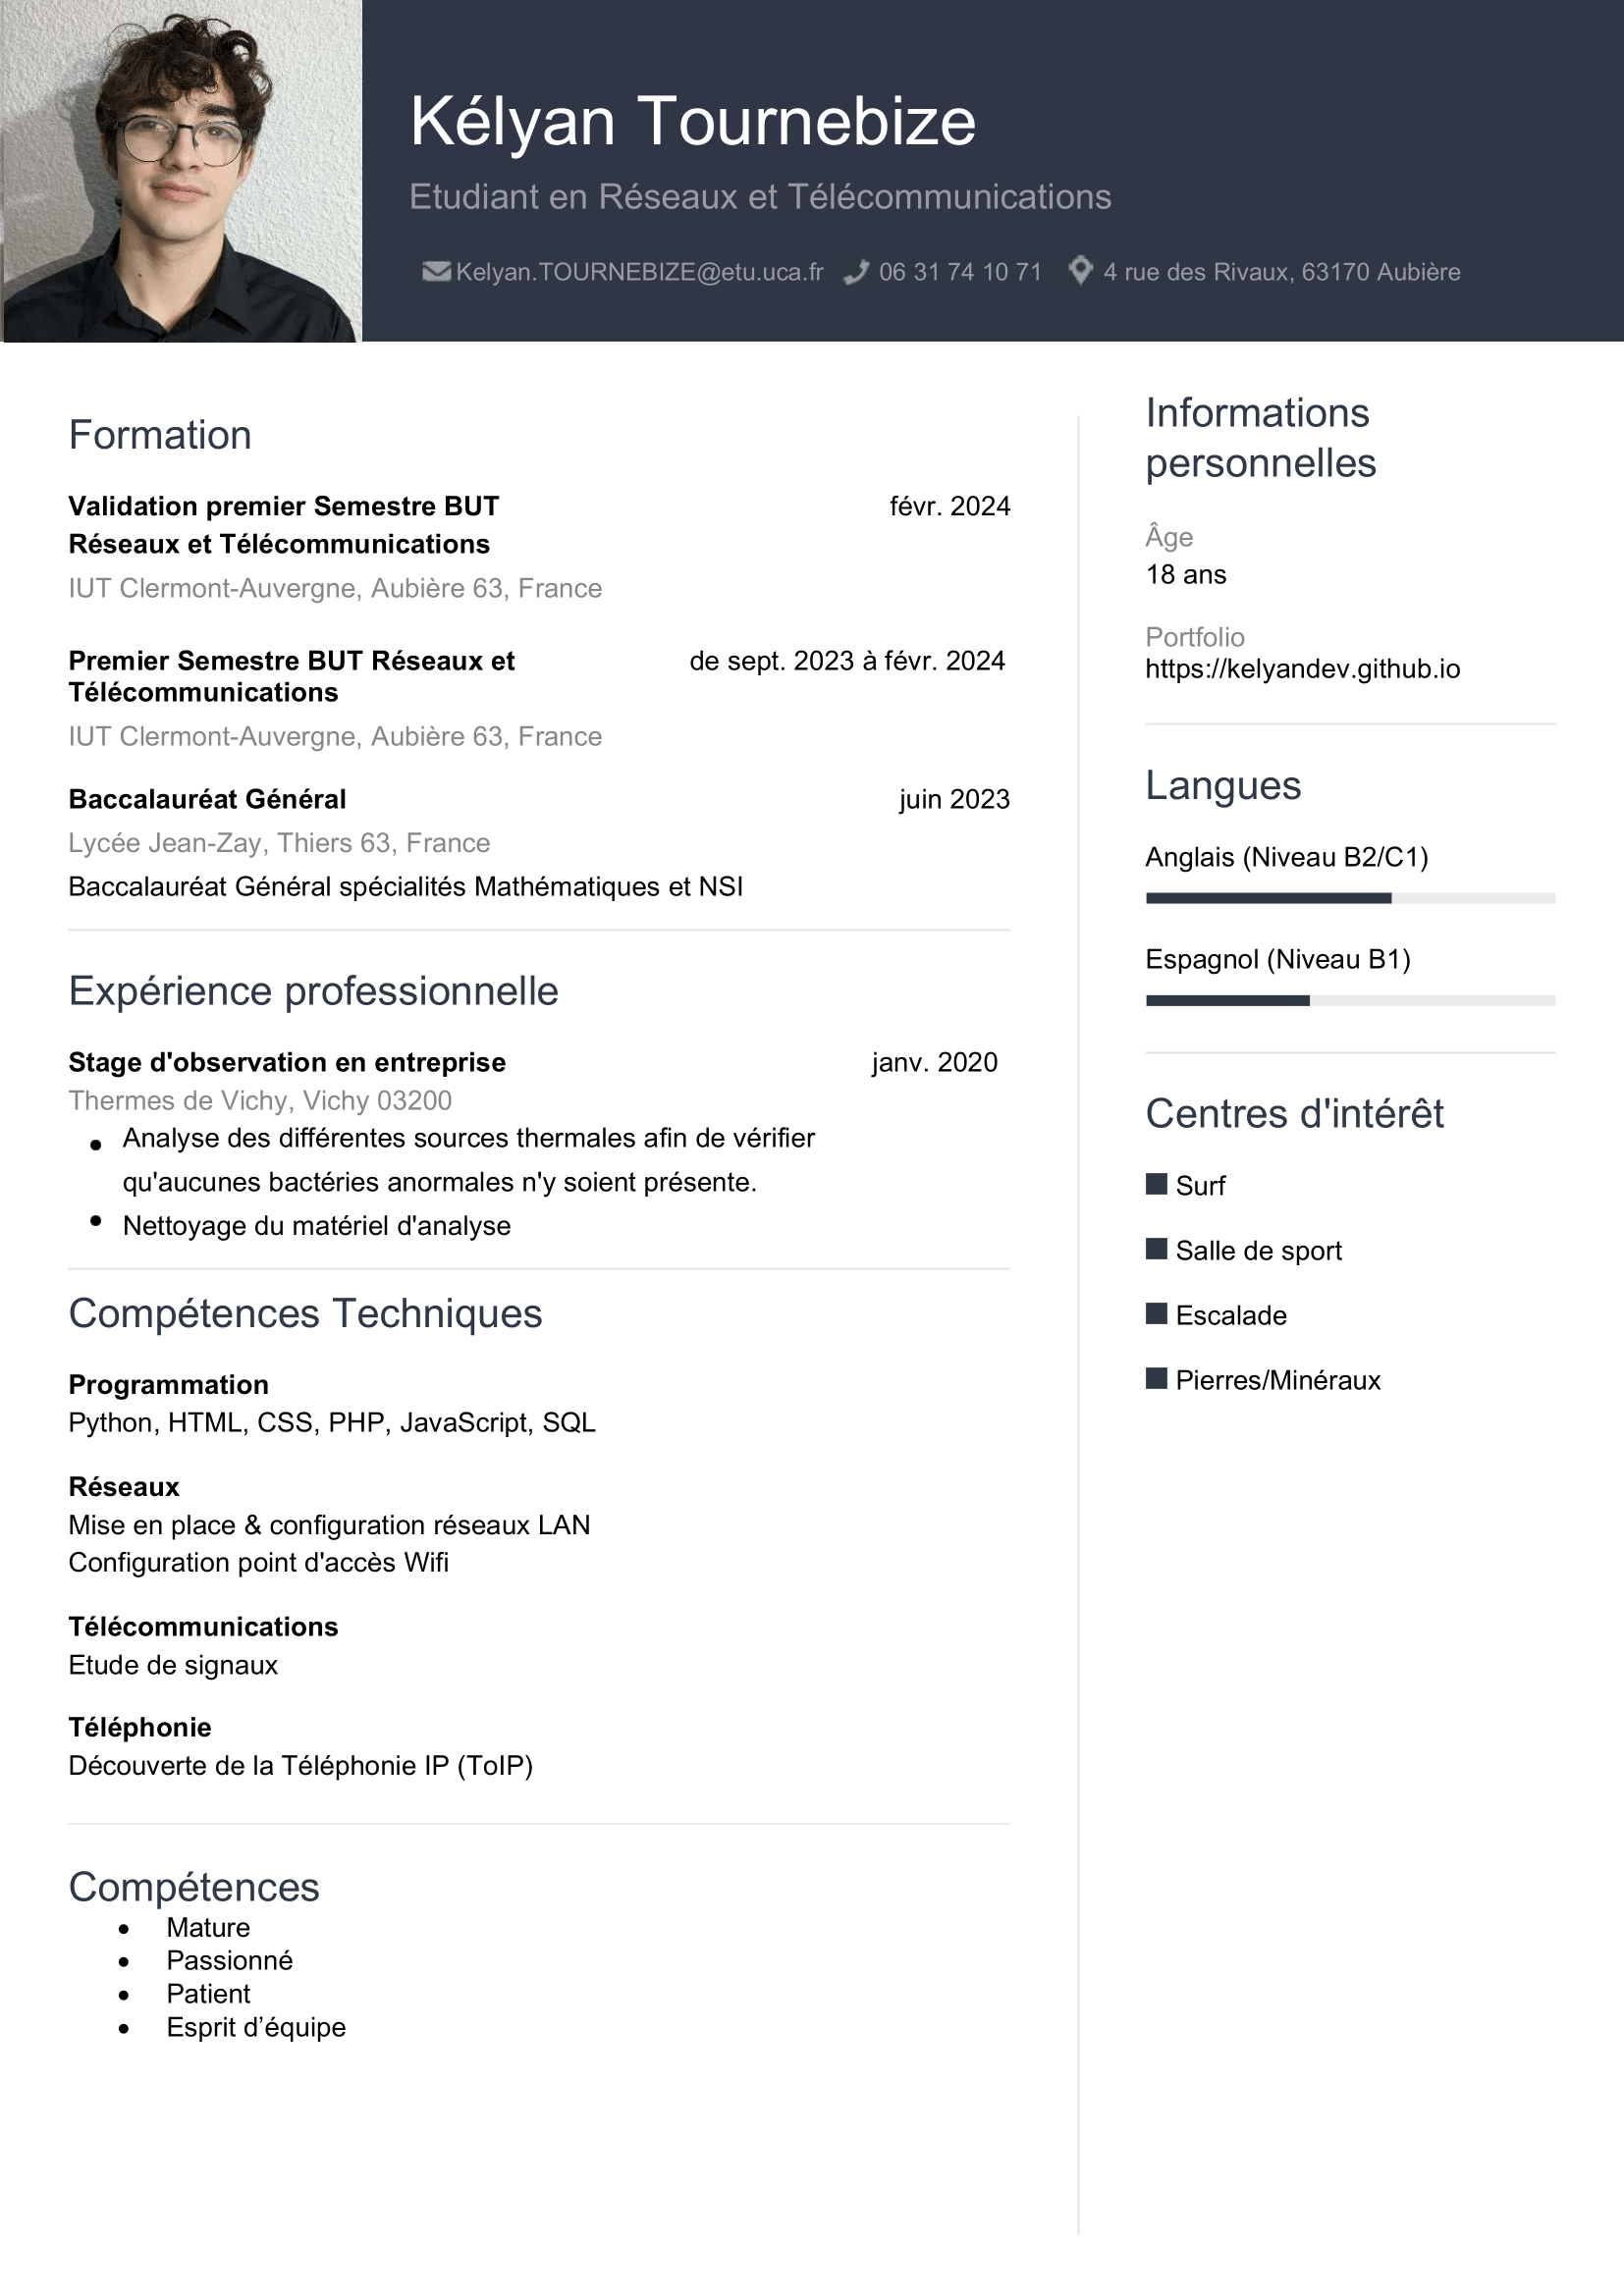 Kélyan Tournebize
Etudiant en Réseaux et Télécommunications
Kelyan.TOURNEBIZE@etu.uca.fr 06 31 74 10 71 4 rue des Rivaux, 63170 Aubière
Formation
Validation premier Semestre BUT févr. 2024
Réseaux et Télécommunications
IUT Clermont-Auvergne, Aubière 63, France
Premier Semestre BUT Réseaux et de sept. 2023 à févr. 2024
Télécommunications
IUT Clermont-Auvergne, Aubière 63, France
Baccalauréat Général juin 2023
Lycée Jean-Zay, Thiers 63, France
Baccalauréat Général spécialités Mathématiques et NSI
Expérience professionnelle
Stage d'observation en entreprise janv. 2020
Thermes de Vichy, Vichy 03200
• Analyse des différentes sources thermales afin de vérifier
qu'aucunes bactéries anormales n'y soient présente.
• Nettoyage du matériel d'analyse
Compétences Techniques
Programmation
Python, HTML, CSS, PHP, JavaScript, SQL
Réseaux
Mise en place & configuration réseaux LAN
Configuration point d'accès Wifi
Télécommunications
Etude de signaux
Téléphonie
Découverte de la Téléphonie IP (ToIP)
Compétences
• Mature
• Passionné
• Patient
• Esprit d’équipe
Informations
personnelles
Âge
18 ans
Portfolio
https://kelyandev.github.io
Langues
Anglais (Niveau B2/C1)
Espagnol (Niveau B1)
Centres d'intérêt
Surf
Salle de sport
Escalade
Pierres/Minéraux